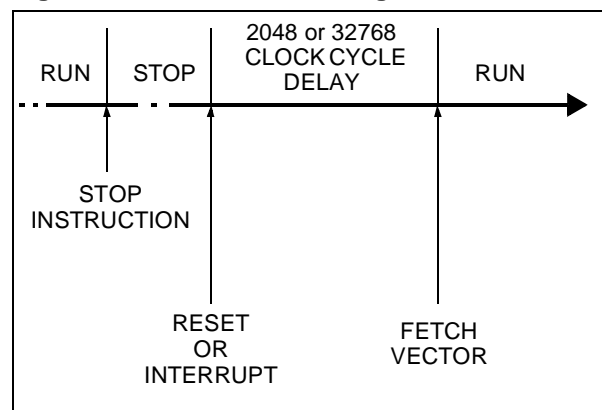 2048 or 32768
CLOCK CYCLE
DELAY
RUN
STOP
RUN
STOP
INSTRUCTION
RESET
OR
INTERRUPT
FETCH
VECTOR